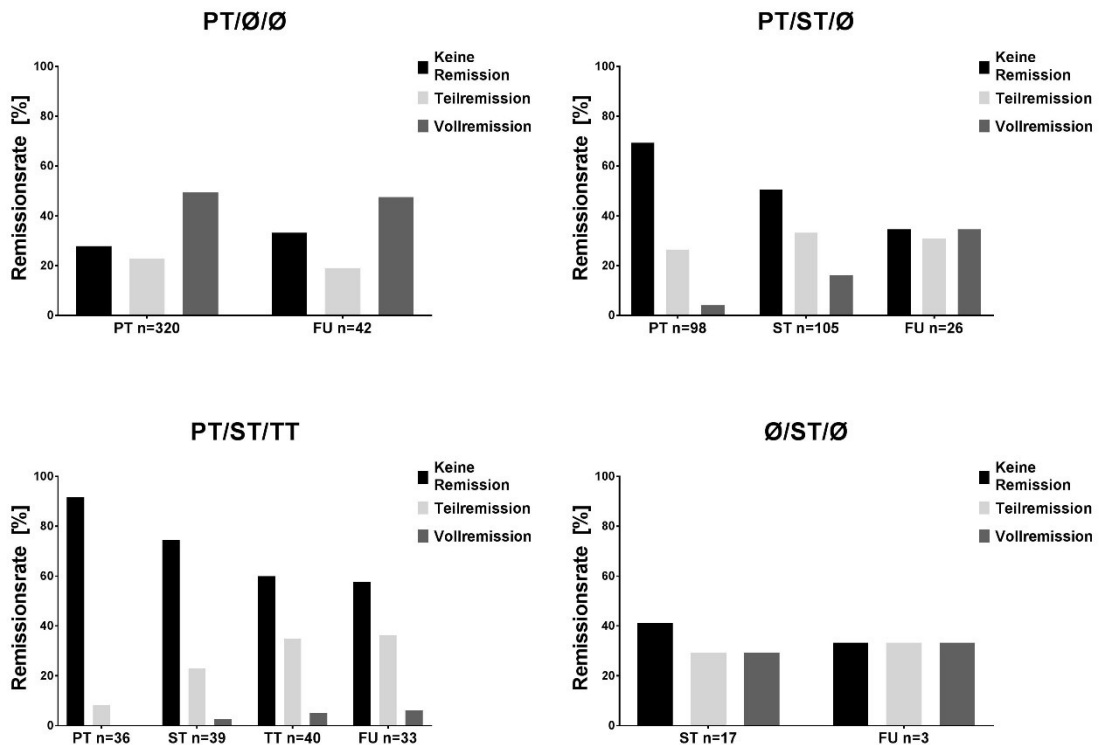 PT/Ø/Ø
Remissionsrate [%]
100
80
60
40
20
0
PT n=320
FU n=42
Keine
Remission
Teilremission
Vollremission
PT/ST/Ø
Remissionsrate [%]
100
80
60
40
20
0
PT n=98
ST n=105
FU n=26
Keine
Remission
Teilremission
Vollremission
PT/ST/TT
Remissionsrate [%]
100
80
60
40
20
0
PT n=36
ST n=39
TT n=40
FU n=33
Keine
Remission
Teilremission
Vollremission
Ø/ST/Ø
Remissionsrate [%]
100
80
60
40
20
0
ST n=17
FU n=3
Keine
Remission
Teilremission
Vollremission